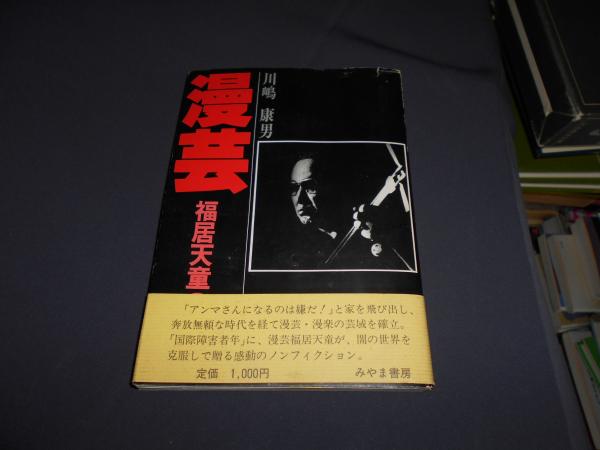 川嶋康男
漫芸
福居天童
「アンマさんになるのは嫌だ！」と家を飛び出し、
奔放無頼な時代を経て漫芸・漫楽の芸域を確立。
「国際障害者年」に、漫芸福居天童が、闇の世界を
克服しで贈る感動のノンフィクション。
定価 1,000円
みやま書房